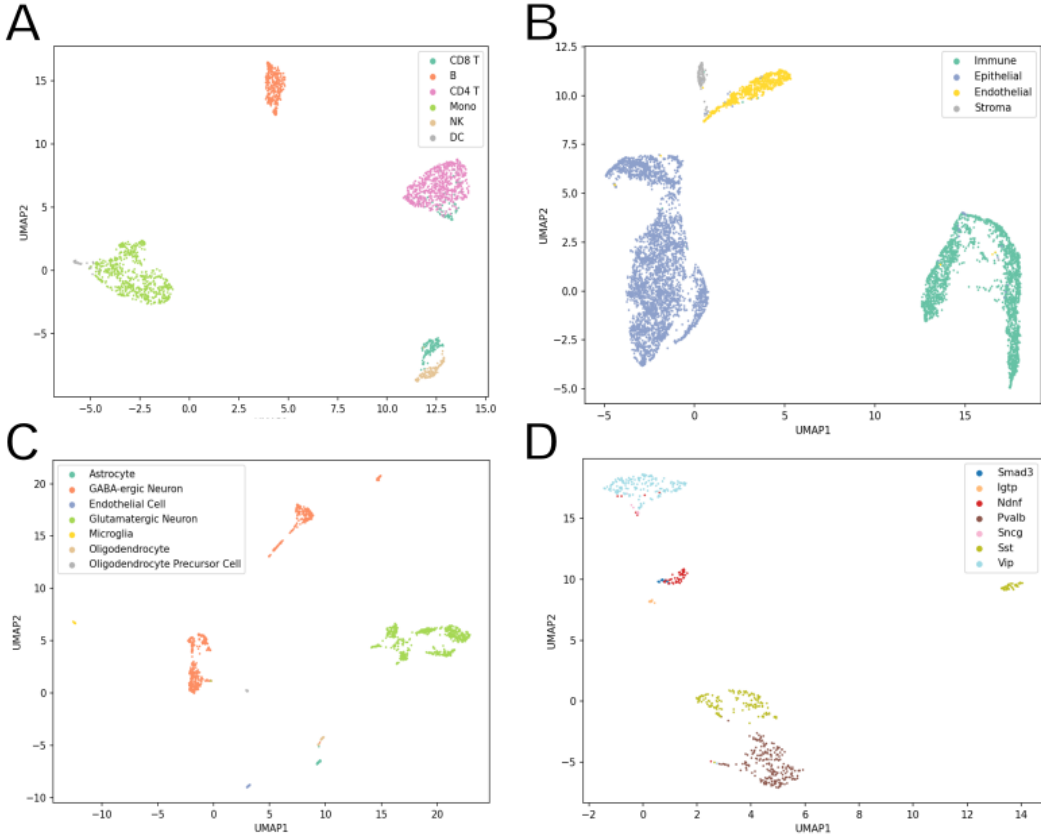 A
CD8 T
B
CD4 T
Mono
NK
DC
15
10
5
0
−5
UMAP2
−5.0
−2.5
0.0
2.5
5.0
7.5
10.0
12.5
15.0
B
Immune
Epithelial
Endothelial
Stroma
12.5
10.0
7.5
5.0
2.5
0.0
−2.5
−5.0
UMAP2
−5
0
5
10
15
UMAP1
C
Astrocyte
GABA-ergic Neuron
Endothelial Cell
Glutamatergic Neuron
Microglia
Oligodendrocyte
Oligodendrocyte Precursor Cell
20
15
10
5
0
−5
−10
UMAP2
−10
−5
0
5
10
15
20
UMAP1
D
Smad3
Igtp
Ndnf
Pvalb
Sncg
Sst
Vip
15
10
5
0
−5
UMAP2
−2
0
2
4
6
8
10
12
14
UMAP1